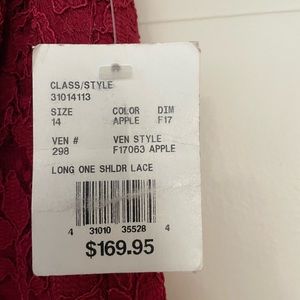 CLASS/STYLE
31014113
SIZE COLOR DIM
14 APPLE F17
VEN # VEN STYLE
298 F17063 APPLE
LONG ONE SHLDR LACE
4 31010 35528 4
$169.95